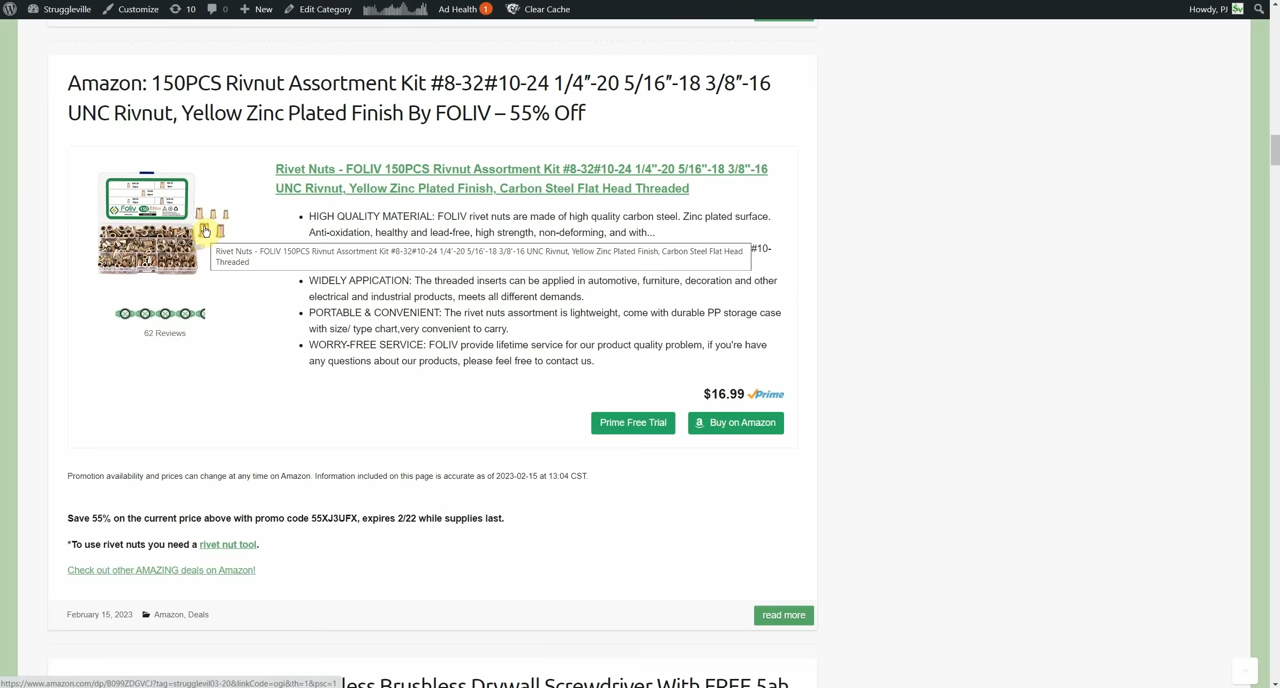 Struggleville Customize 10 0 New Edit Category Ad Health 1 Clear Cache Howdy, PJ
Amazon: 150PCS Rivnut Assortment Kit #8-32#10-24 1/4″-20 5/16″-18 3/8″-16
UNC Rivnut, Yellow Zinc Plated Finish By FOLIV – 55% Off
Rivet Nuts - FOLIV 150PCS Rivnut Assortment Kit #8-32#10-24 1/4"-20 5/16"-18 3/8"-16
UNC Rivnut, Yellow Zinc Plated Finish, Carbon Steel Flat Head Threaded
HIGH QUALITY MATERIAL: FOLIV rivet nuts are made of high quality carbon steel. Zinc plated surface.
Anti-oxidation, healthy and lead-free, high strength, non-deforming, and with...
#10-
Rivet Nuts - FOLIV 150PCS Rivnut Assortment Kit #8-32#10-24 1/4'-20 5/16'-18 3/8'-16 UNC Rivnut, Yellow Zinc Plated Finish, Carbon Steel Flat Head
Threaded
WIDELY APPICATION: The threaded inserts can be applied in automotive, furniture, decoration and other
electrical and industrial products, meets all different demands.
PORTABLE & CONVENIENT: The rivet nuts assortment is lightweight, come with durable PP storage case
with size/ type chart,very convenient to carry.
WORRY-FREE SERVICE: FOLIV provide lifetime service for our product quality problem, if you're have
any questions about our products, please feel free to contact us.
Foliv
62 Reviews
$16.99 Prime
Prime Free Trial Buy on Amazon
Promotion availability and prices can change at any time on Amazon. Information included on this page is accurate as of 2023-02-15 at 13:04 CST.
Save 55% on the current price above with promo code 55XJ3UFX, expires 2/22 while supplies last.
*To use rivet nuts you need a rivet nut tool.
Check out other AMAZING deals on Amazon!
February 15, 2023 Amazon, Deals read more
less Brushless Drywall Screwdriver With FREE 5ah
https://www.amazon.com/dp/B099ZDGVCJ?tag=strugglevil03-20&linkCode=ogi&th=1&psc=1